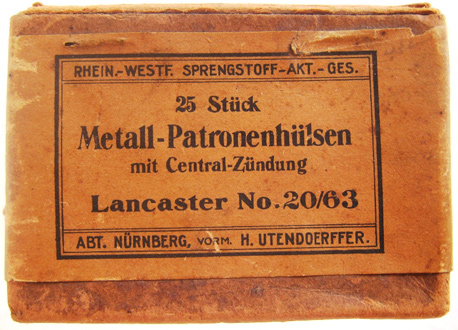 RHEIN.-WESTF. SPRENGSTOFF-AKT.-GES.
25 Stück
Metall-Patronenhülsen
mit Central-Zündung
Lancaster No. 20/63
ABT. NÜRNBERG, VORM. H. UTENDOERFFER.